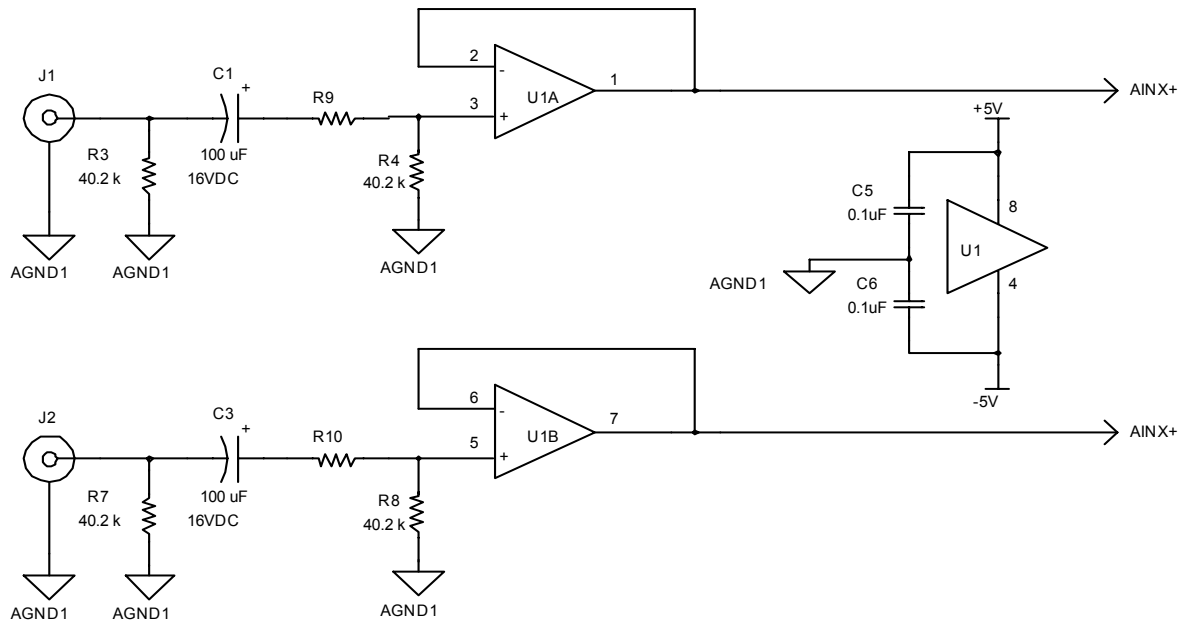 2
-
U1A
1
3
+
J1
C1
+
R9
R3
40.2 k
100 uF
16VDC
R4
40.2 k
AGND1
AGND1
AGND1
AINX+
+5V
C5
0.1uF
8
U1
AGND1
C6
0.1uF
4
-5V
6
-
U1B
7
5
+
J2
C3
+
R10
R7
40.2 k
100 uF
16VDC
R8
40.2 k
AGND1
AGND1
AGND1
AINX+